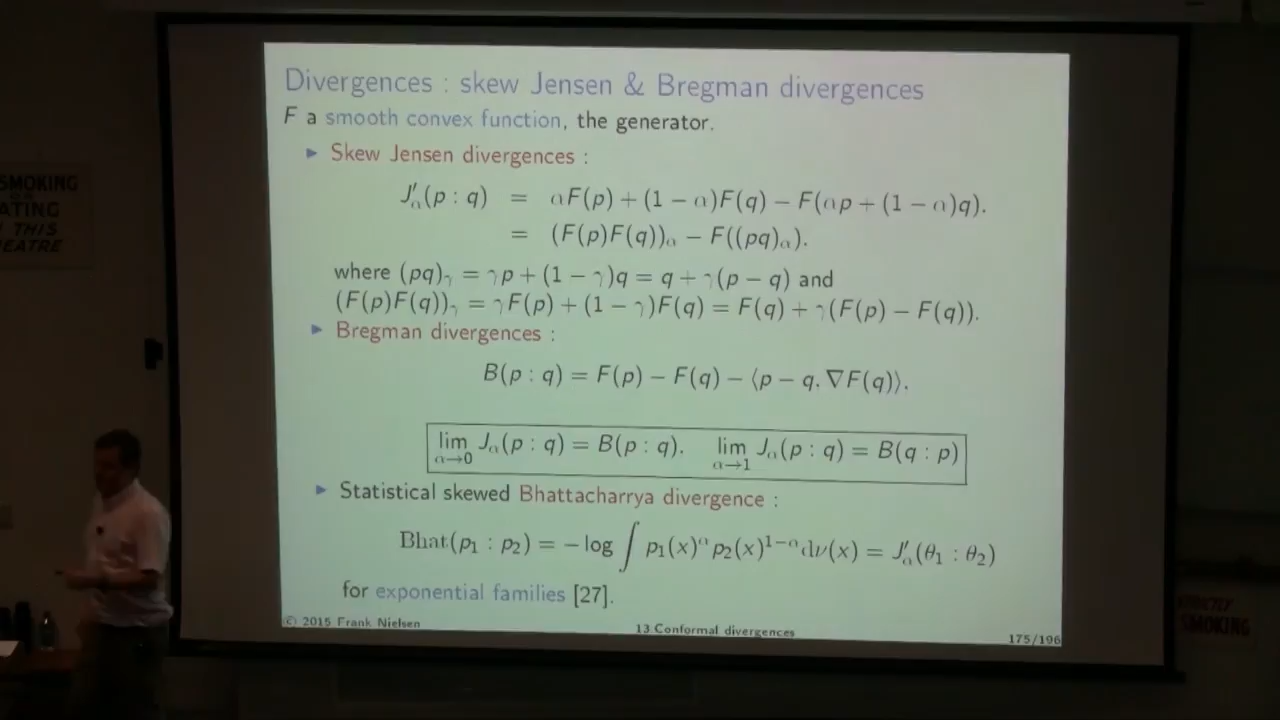 Divergences : skew Jensen & Bregman divergences
F a smooth convex function, the generator.
► Skew Jensen divergences :
J′α(p : q) = αF(p) + (1 − α)F(q) − F(αp + (1 − α)q).
= (F(p)F(q))α − F((pq)α).
where (pq)γ = γp + (1 − γ)q = q + γ(p − q) and
(F(p)F(q))γ = γF(p) + (1 − γ)F(q) = F(q) + γ(F(p) − F(q)).
► Bregman divergences :
B(p : q) = F(p) − F(q) − ⟨p − q, ∇F(q)⟩.
lim α→0 Jα(p : q) = B(p : q). lim α→1 Jα(p : q) = B(q : p)
► Statistical skewed Bhattacharrya divergence :
Bhat(p1 : p2) = − log ∫ p1(x)^α p2(x)^1−α dν(x) = J′α(θ1 : θ2)
for exponential families [27].
© 2015 Frank Nielsen 13 Conformal divergences 175/196
SMOKING
ATING
THIS
EATRE
STRICTLY
SMOKING